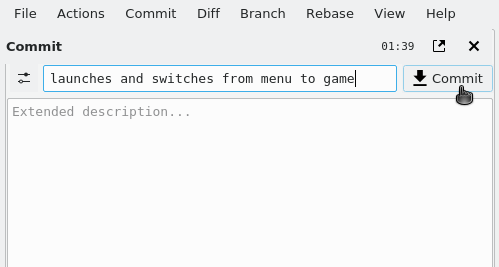 File Actions Commit Diff Branch Rebase View Help
Commit 01:39
launches and switches from menu to game Commit
Extended description...